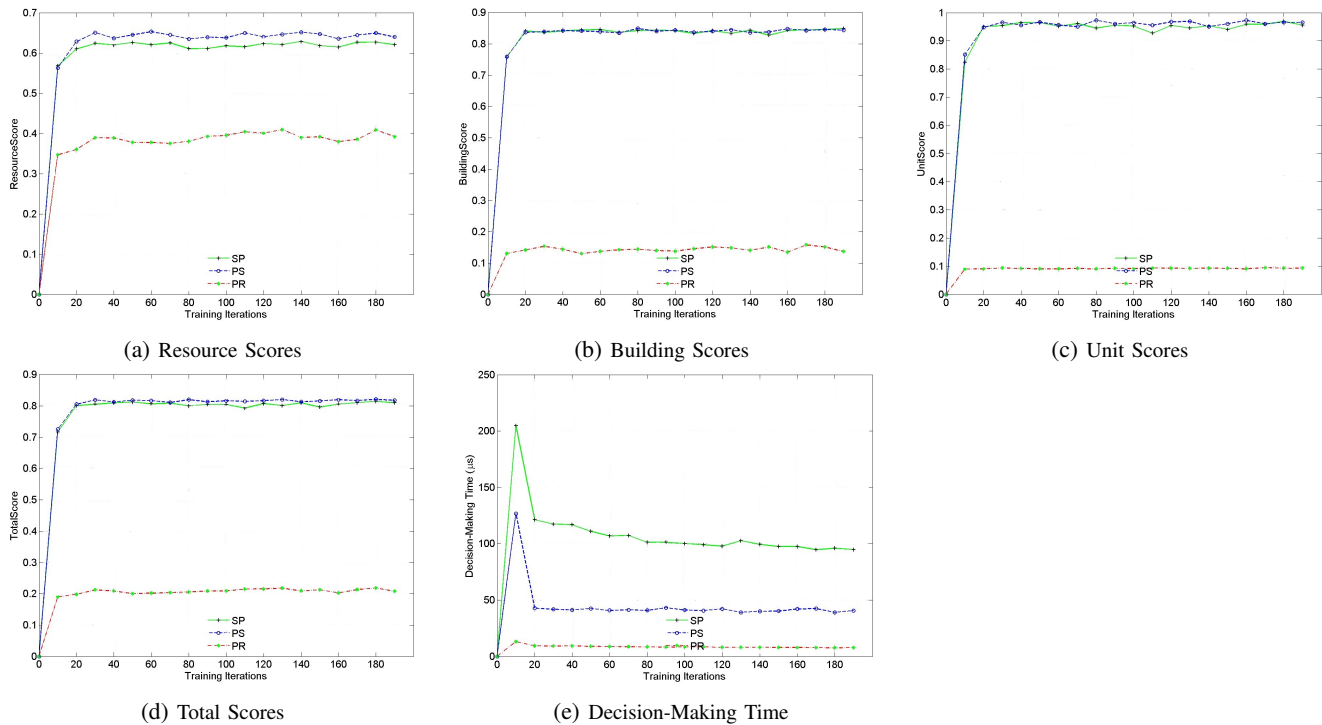 0.7
0.6
0.5
0.4
0.3
0.2
0.1
0
ResourceScore
0 20 40 60 80 100 120 140 160 180
Training Iterations
SP
PS
PR
(a) Resource Scores
0.9
0.8
0.7
0.6
0.5
0.4
0.3
0.2
0.1
0
BuildingScore
0 20 40 60 80 100 120 140 160 180
Training Iterations
SP
PS
PR
(b) Building Scores
1
0.9
0.8
0.7
0.6
0.5
0.4
0.3
0.2
0.1
0
UnitScore
0 20 40 60 80 100 120 140 160 180
Training Iterations
SP
PS
PR
(c) Unit Scores
0.9
0.8
0.7
0.6
0.5
0.4
0.3
0.2
0.1
0
TotalScore
0 20 40 60 80 100 120 140 160 180
Training Iterations
SP
PS
PR
(d) Total Scores
250
200
150
100
50
0
Decision-Making Time (μs)
0 20 40 60 80 100 120 140 160 180
Training Iterations
SP
PS
PR
(e) Decision-Making Time